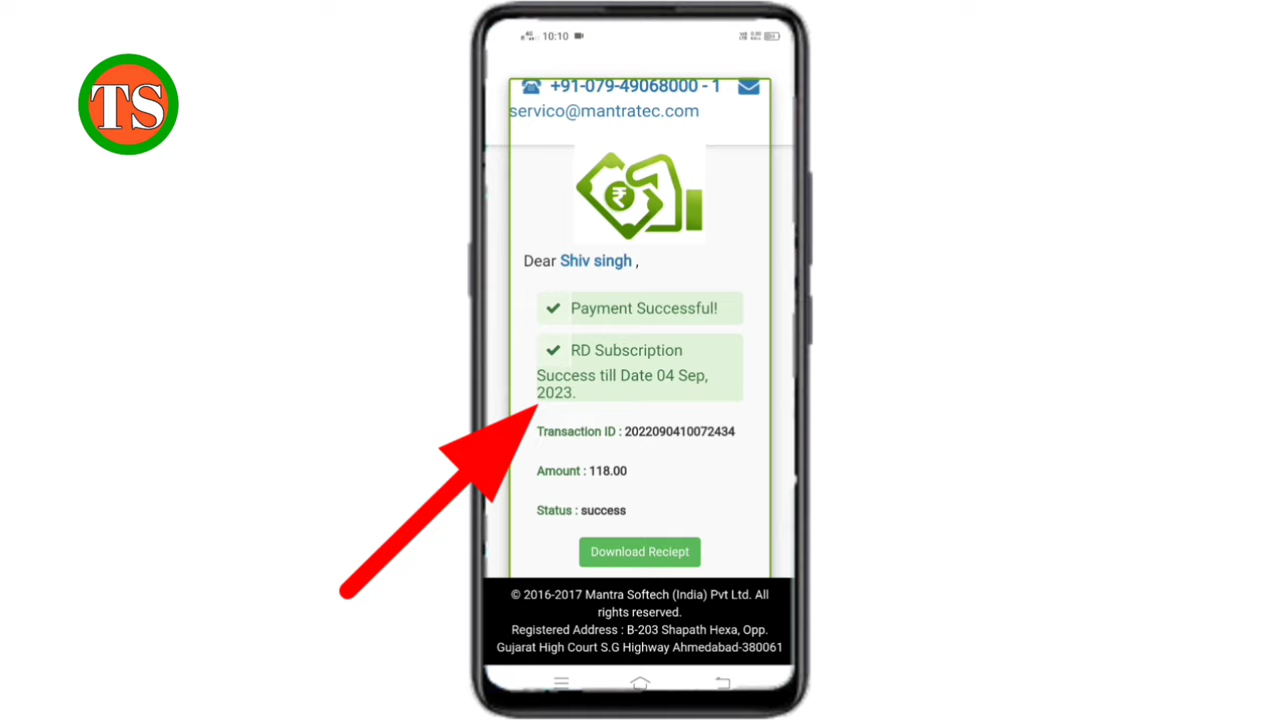 TS
4G 10:10
+91-079-49068000 - 1
servico@mantratec.com
₹
Dear Shiv singh ,
Payment Successful!
RD Subscription
Success till Date 04 Sep,
2023.
Transaction ID : 2022090410072434
Amount : 118.00
Status : success
Download Reciept
© 2016-2017 Mantra Softech (India) Pvt Ltd. All
rights reserved.
Registered Address : B-203 Shapath Hexa, Opp.
Gujarat High Court S.G Highway Ahmedabad-380061